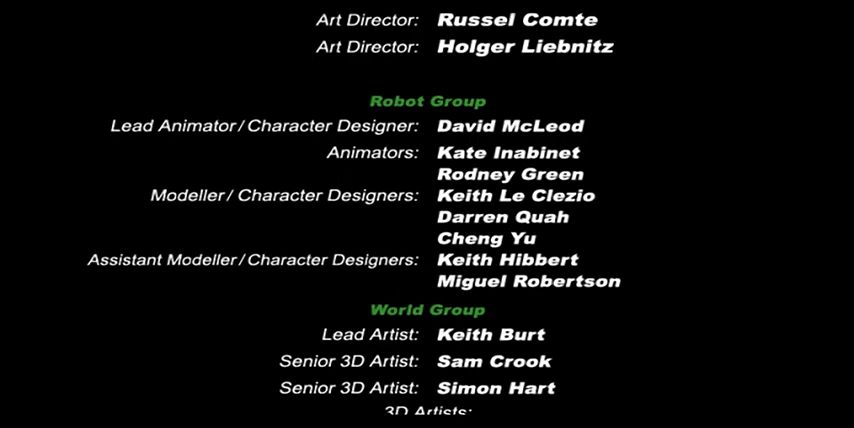 Art Director: Russel Comte
Art Director: Holger Liebnitz
Robot Group
Lead Animator/Character Designer: David McLeod
Animators: Kate Inabinet
Rodney Green
Modeller/Character Designers: Keith Le Clezio
Darren Quah
Cheng Yu
Assistant Modeller/Character Designers: Keith Hibbert
Miguel Robertson
World Group
Lead Artist: Keith Burt
Senior 3D Artist: Sam Crook
Senior 3D Artist: Simon Hart
3D Artists: